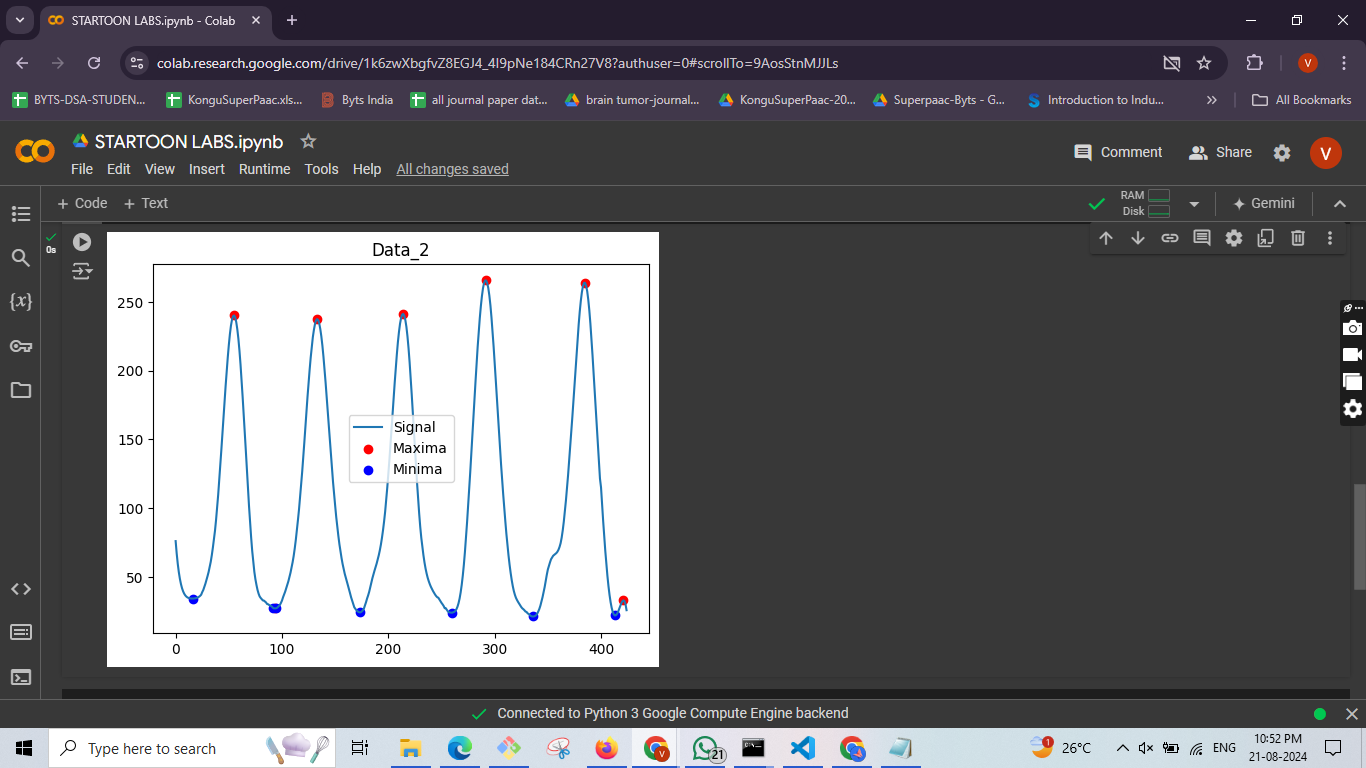 STARTOON LABS.ipynb - Colab
colab.research.google.com/drive/1k6zwXbgfvZ8EGJ4_4I9pNe184CRn27V8?authuser=0#scrollTo=9AosStnMJJLs
V
BYTS-DSA-STUDEN...
KonguSuperPaac.xls...
Byts India
all journal paper dat...
brain tumor-journal...
KonguSuperPaac-20...
Superpaac-Byts - G...
Introduction to Indu...
All Bookmarks
STARTOON LABS.ipynb
File Edit View Insert Runtime Tools Help All changes saved
Comment
Share
V
+ Code + Text
RAM
Disk
Gemini
0s
{x}
Data_2
250
200
150
100
50
Signal
Maxima
Minima
0 100 200 300 400
Connected to Python 3 Google Compute Engine backend
Type here to search
V
21
1
26°C
ENG
10:52 PM
21-08-2024